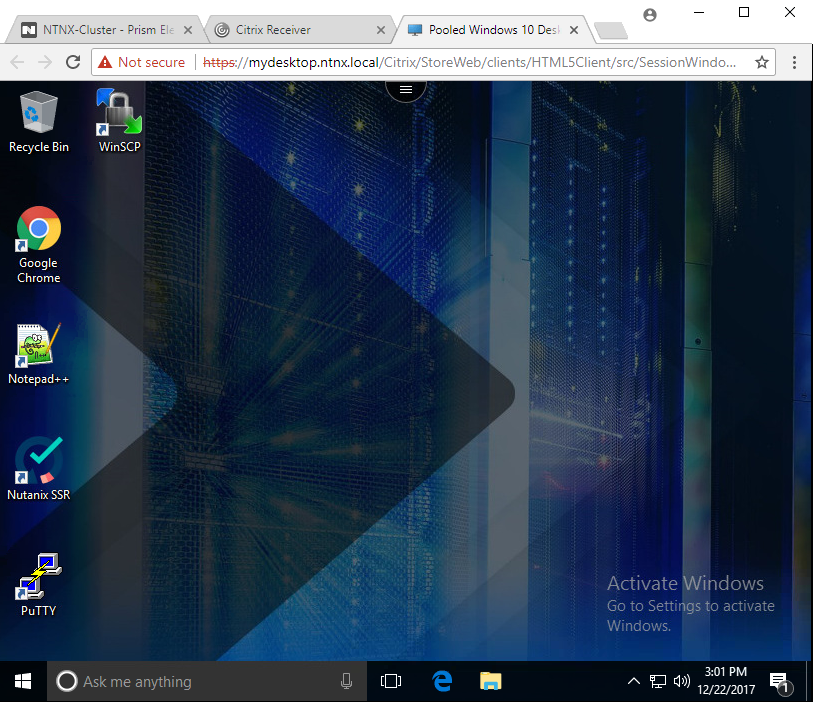 NTNX-Cluster - Prism Ele
Citrix Receiver
Pooled Windows 10 Desk
Not secure
https://mydesktop.ntnx.local/Citrix/StoreWeb/clients/HTML5Client/src/SessionWindo...
Recycle Bin
WinSCP
Google
Chrome
Notepad++
Nutanix SSR
PuTTY
Activate Windows
Go to Settings to activate
Windows.
Ask me anything
3:01 PM
12/22/2017
1